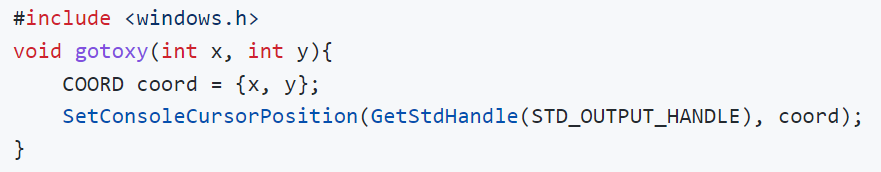 #include <windows.h>
void gotoxy(int x, int y){
    COORD coord = {x, y};
    SetConsoleCursorPosition(GetStdHandle(STD_OUTPUT_HANDLE), coord);
}